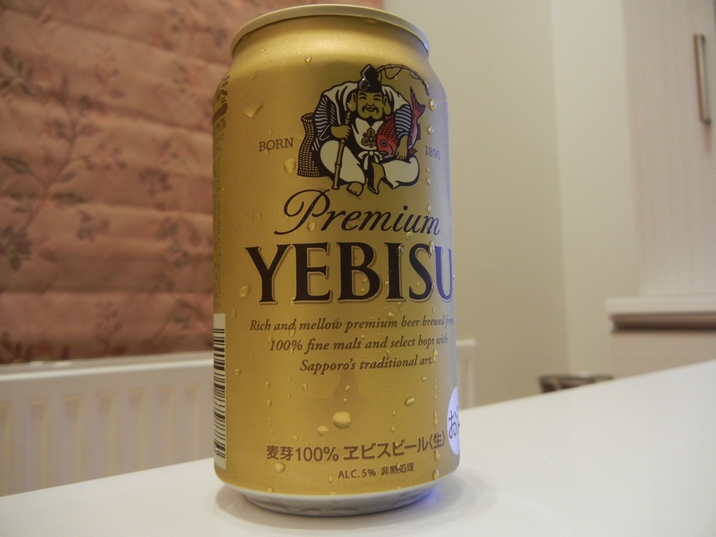 BORN 1890
Premium
YEBISU
Rich and mellow premium beer brewed from
100% fine malt and select hops with
Sapporo's traditional art.
お
麦芽100% ヱビスビール〈生〉
ALC.5% 非熱処理